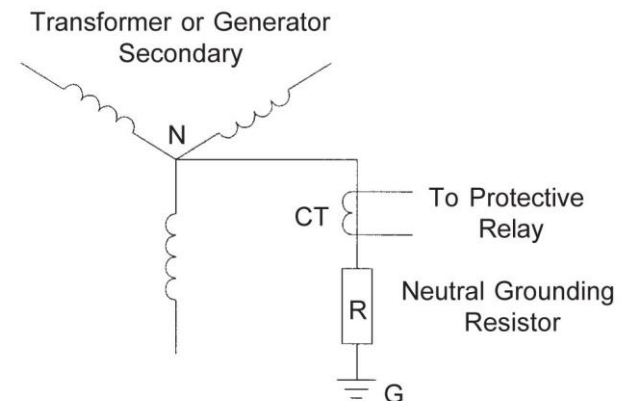 Transformer or Generator
Secondary
N
CT
To Protective
Relay
R
Neutral Grounding
Resistor
G